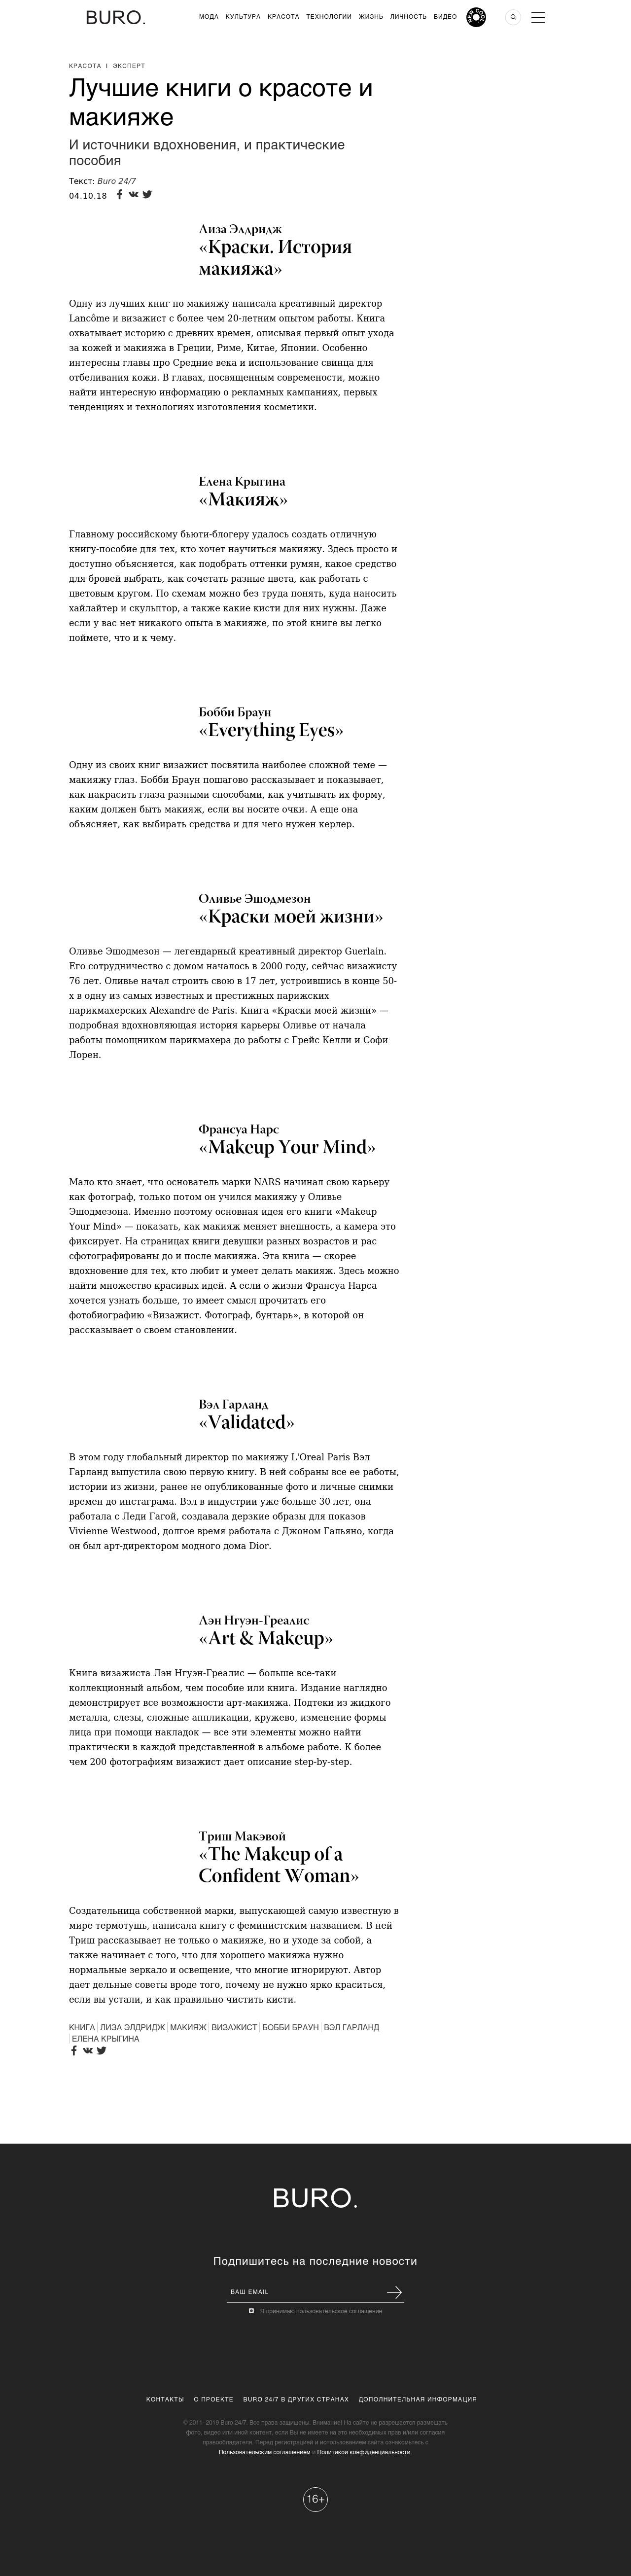 BURO.
МОДА КУЛЬТУРА КРАСОТА ТЕХНОЛОГИИ ЖИЗНЬ ЛИЧНОСТЬ ВИДЕО
КРАСОТА | ЭКСПЕРТ
Лучшие книги о красоте и
макияже
И источники вдохновения, и практические
пособия
Текст: Buro 24/7
04.10.18
Лиза Элдридж
«Краски. История
макияжа»
Одну из лучших книг по макияжу написала креативный директор
Lancôme и визажист с более чем 20-летним опытом работы. Книга
охватывает историю с древних времен, описывая первый опыт ухода
за кожей и макияжа в Греции, Риме, Китае, Японии. Особенно
интересны главы про Средние века и использование свинца для
отбеливания кожи. В главах, посвященным современности, можно
найти интересную информацию о рекламных кампаниях, первых
тенденциях и технологиях изготовления косметики.
Елена Крыгина
«Макияж»
Главному российскому бьюти-блогеру удалось создать отличную
книгу-пособие для тех, кто хочет научиться макияжу. Здесь просто и
доступно объясняется, как подобрать оттенки румян, какое средство
для бровей выбрать, как сочетать разные цвета, как работать с
цветовым кругом. По схемам можно без труда понять, куда наносить
хайлайтер и скульптор, а также какие кисти для них нужны. Даже
если у вас нет никакого опыта в макияже, по этой книге вы легко
поймете, что и к чему.
Бобби Браун
«Everything Eyes»
Одну из своих книг визажист посвятила наиболее сложной теме —
макияжу глаз. Бобби Браун пошагово рассказывает и показывает,
как накрасить глаза разными способами, как учитывать их форму,
каким должен быть макияж, если вы носите очки. А еще она
объясняет, как выбирать средства и для чего нужен керлер.
Оливье Эшодмезон
«Краски моей жизни»
Оливье Эшодмезон — легендарный креативный директор Guerlain.
Его сотрудничество с домом началось в 2000 году, сейчас визажисту
76 лет. Оливье начал строить свою в 17 лет, устроившись в конце 50-
х в одну из самых известных и престижных парижских
парикмахерских Alexandre de Paris. Книга «Краски моей жизни» —
подробная вдохновляющая история карьеры Оливье от начала
работы помощником парикмахера до работы с Грейс Келли и Софи
Лорен.
Франсуа Нарс
«Makeup Your Mind»
Мало кто знает, что основатель марки NARS начинал свою карьеру
как фотограф, только потом он учился макияжу у Оливье
Эшодмезона. Именно поэтому основная идея его книги «Makeup
Your Mind» — показать, как макияж меняет внешность, а камера это
фиксирует. На страницах книги девушки разных возрастов и рас
сфотографированы до и после макияжа. Эта книга — скорее
вдохновение для тех, кто любит и умеет делать макияж. Здесь можно
найти множество красивых идей. А если о жизни Франсуа Нарса
хочется узнать больше, то имеет смысл прочитать его
фотобиографию «Визажист. Фотограф, бунтарь», в которой он
рассказывает о своем становлении.
Вэл Гарланд
«Validated»
В этом году глобальный директор по макияжу L'Oreal Paris Вэл
Гарланд выпустила свою первую книгу. В ней собраны все ее работы,
истории из жизни, ранее не опубликованные фото и личные снимки
времен до инстаграма. Вэл в индустрии уже больше 30 лет, она
работала с Леди Гагой, создавала дерзкие образы для показов
Vivienne Westwood, долгое время работала с Джоном Гальяно, когда
он был арт-директором модного дома Dior.
Лэн Нгуэн-Греалис
«Art & Makeup»
Книга визажиста Лэн Нгуэн-Греалис — больше все-таки
коллекционный альбом, чем пособие или книга. Издание наглядно
демонстрирует все возможности арт-макияжа. Подтеки из жидкого
металла, слезы, сложные аппликации, кружево, изменение формы
лица при помощи накладок — все эти элементы можно найти
практически в каждой представленной в альбоме работе. К более
чем 200 фотографиям визажист дает описание step-by-step.
Триш Макэвой
«The Makeup of a
Confident Woman»
Создательница собственной марки, выпускающей самую известную в
мире термотушь, написала книгу с феминистским названием. В ней
Триш рассказывает не только о макияже, но и уходе за собой, а
также начинает с того, что для хорошего макияжа нужно
нормальные зеркало и освещение, что многие игнорируют. Автор
дает дельные советы вроде того, почему не нужно ярко краситься,
если вы устали, и как правильно чистить кисти.
КНИГА | ЛИЗА ЭЛДРИДЖ | МАКИЯЖ | ВИЗАЖИСТ | БОББИ БРАУН | ВЭЛ ГАРЛАНД
| ЕЛЕНА КРЫГИНА
BURO.
Подпишитесь на последние новости
ВАШ EMAIL
Я принимаю пользовательское соглашение
КОНТАКТЫ О ПРОЕКТЕ BURO 24/7 В ДРУГИХ СТРАНАХ ДОПОЛНИТЕЛЬНАЯ ИНФОРМАЦИЯ
© 2011–2019 Buro 24/7. Все права защищены. Внимание! На сайте не разрешается размещать
фото, видео или иной контент, если Вы не имеете на это необходимых прав и/или согласия
правообладателя. Перед регистрацией и использованием сайта ознакомьтесь с
Пользовательским соглашением и Политикой конфиденциальности
16+